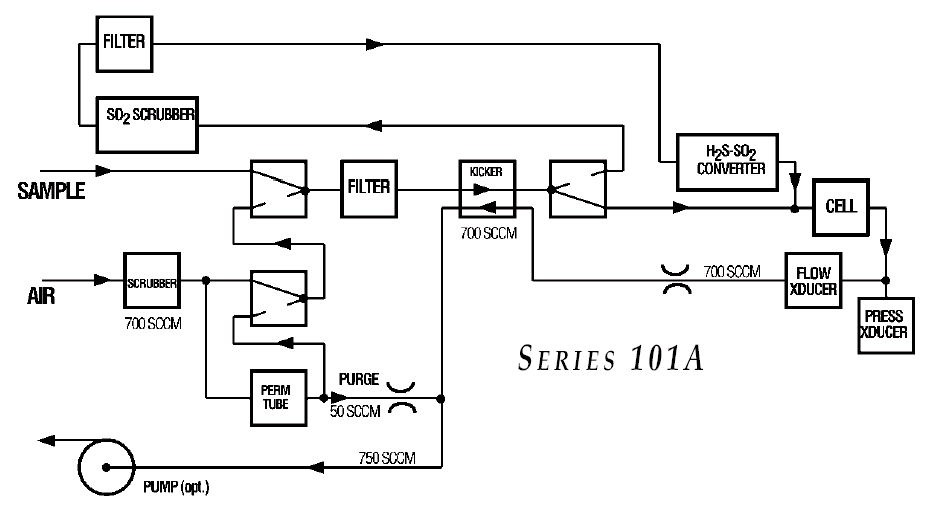 FILTER
SO2 SCRUBBER
H2S-SO2
CONVERTER
SAMPLE
FILTER
KICKER
CELL
700 SCCM
AIR
SCRUBBER
700 SCCM
700 SCCM
FLOW
XDUCER
PRESS
XDUCER
SERIES 101A
PERM
TUBE
PURGE
50 SCCM
750 SCCM
PUMP (opt.)